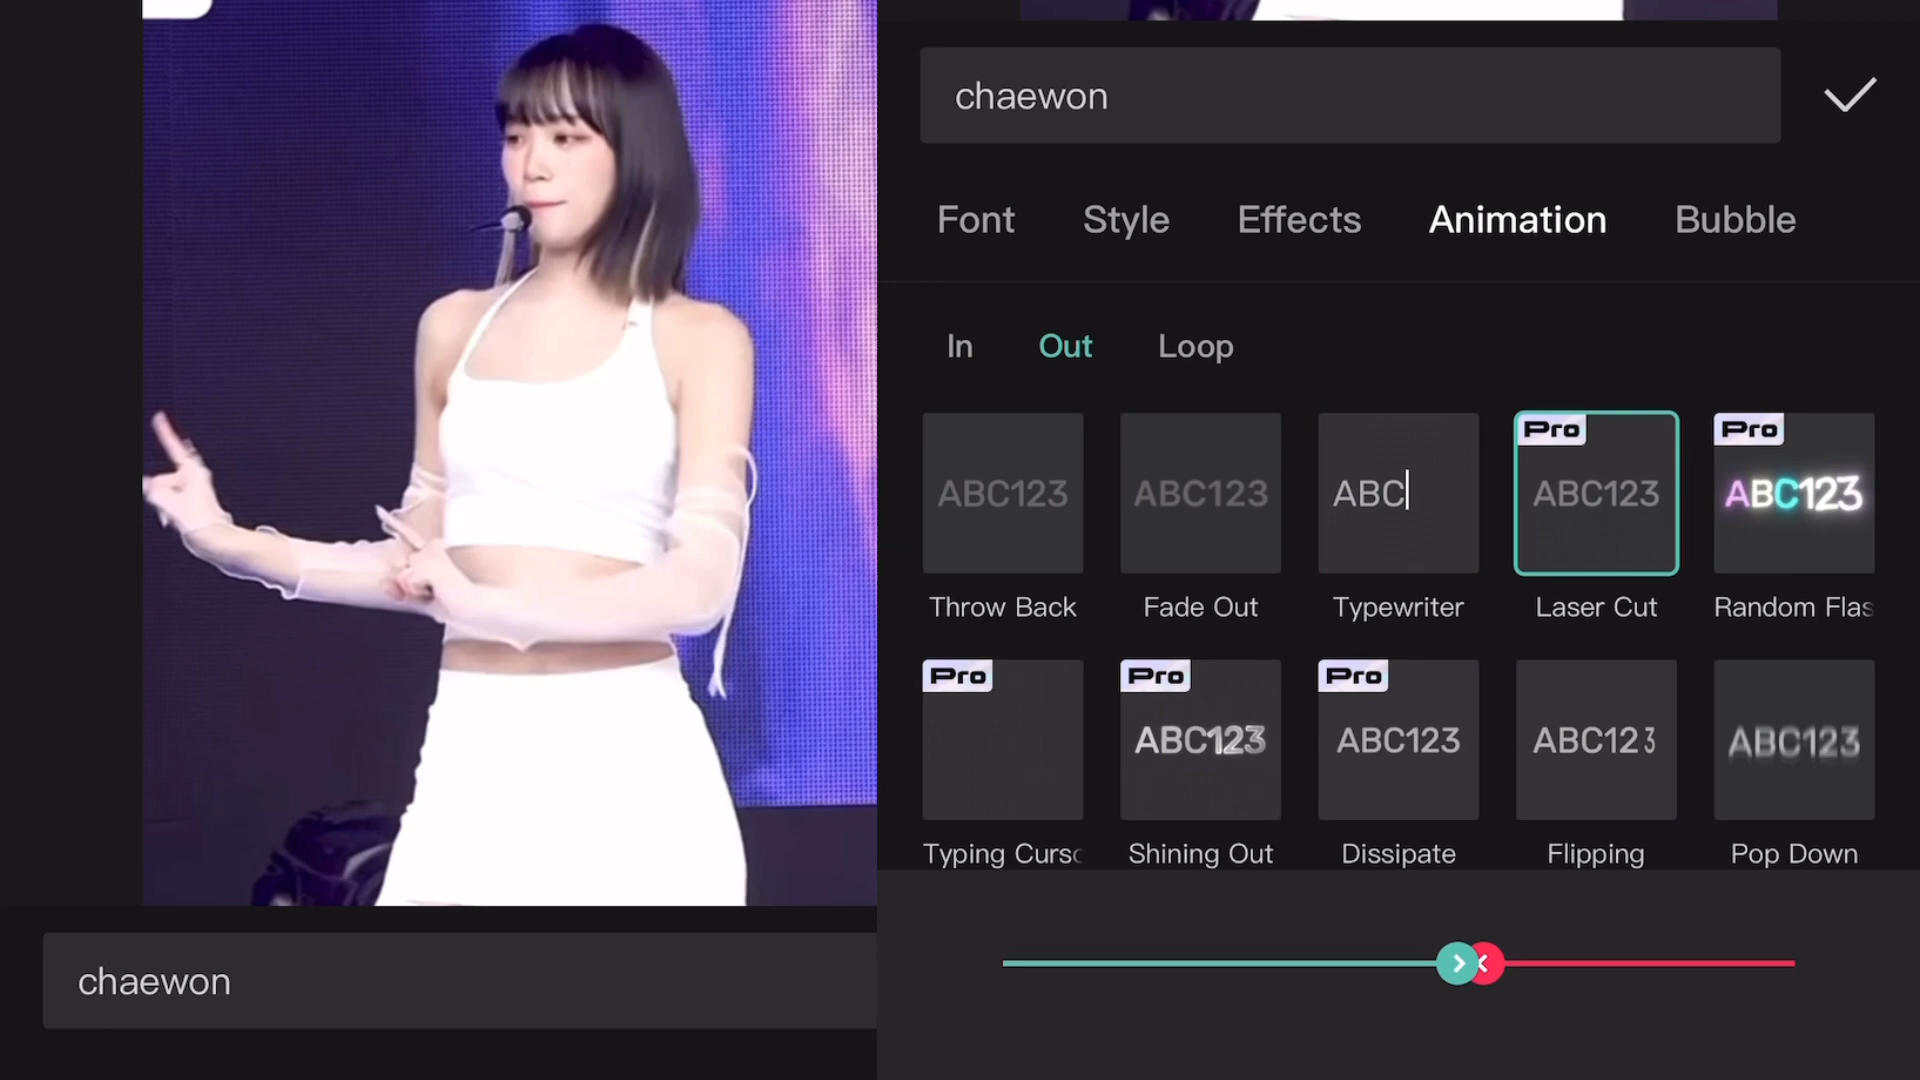 chaewon
chaewon
Font Style Effects Animation Bubble
In Out Loop
Pro Pro
ABC123 ABC123 ABC ABC123 ABC123
Throw Back Fade Out Typewriter Laser Cut Random Flas
Pro Pro Pro
ABC123 ABC123 ABC123 ABC123
Typing Curso Shining Out Dissipate Flipping Pop Down